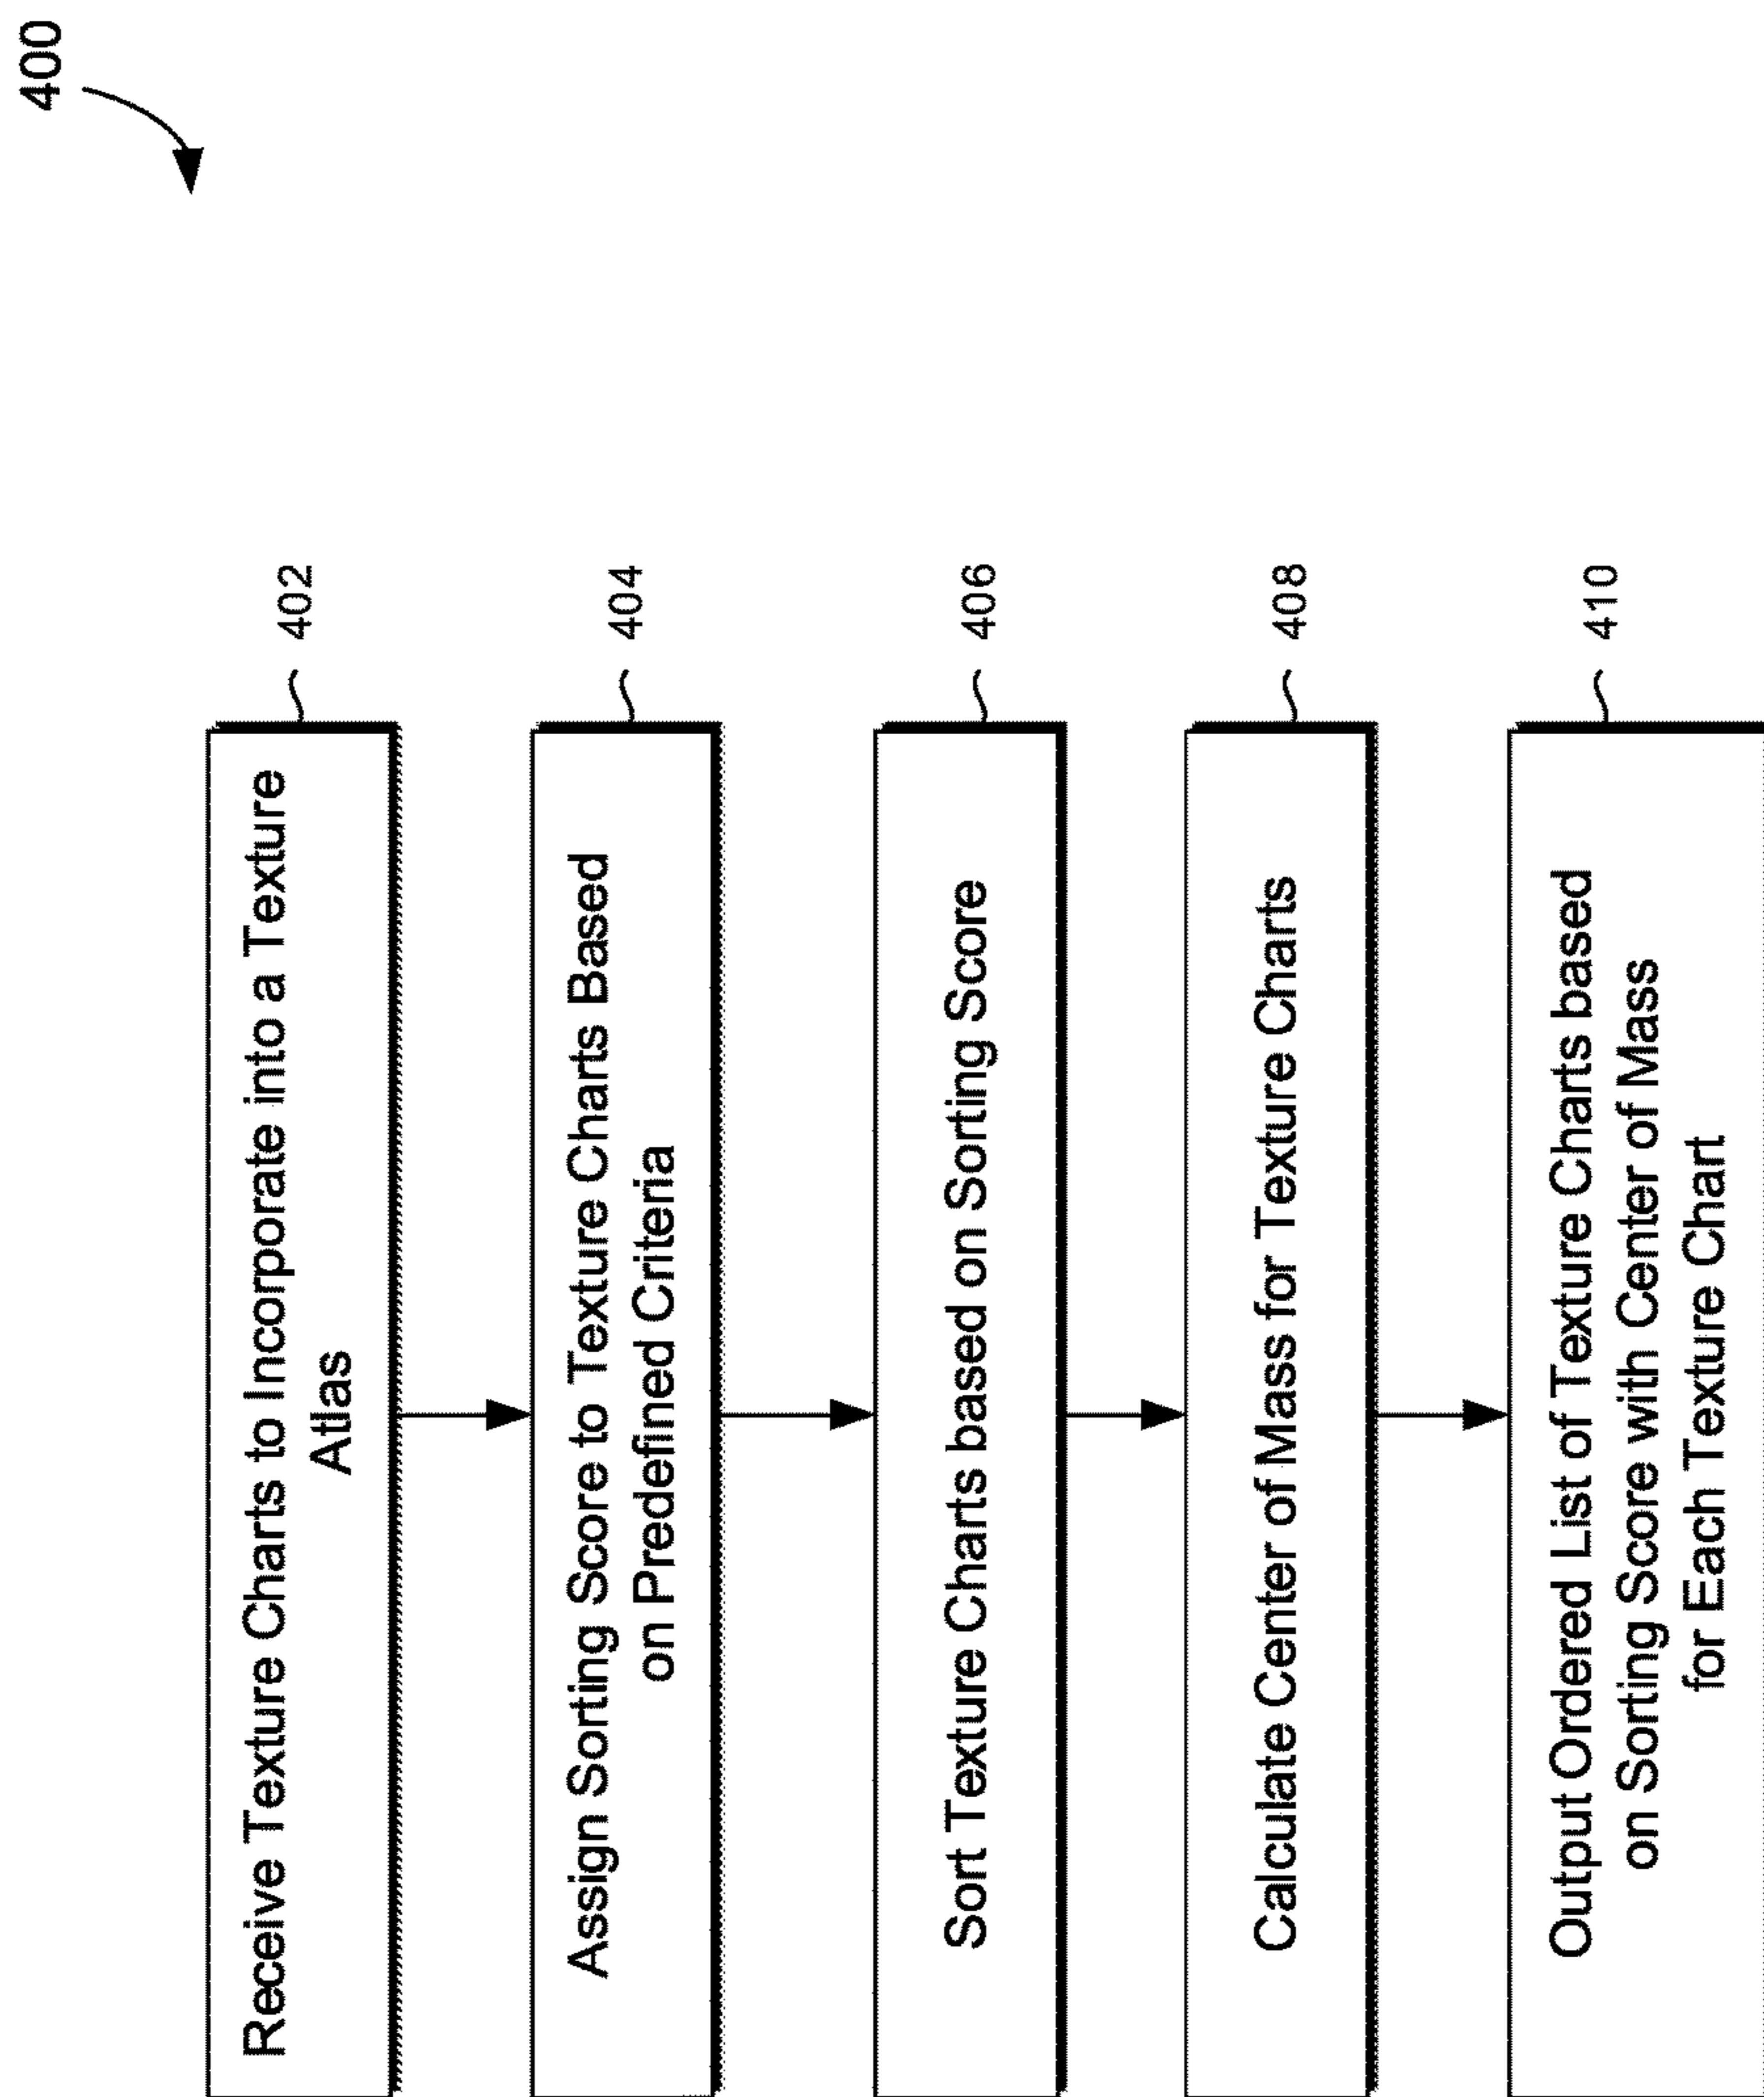 400
Receive Texture Charts to Incorporate into a Texture
Atlas
402
Assign Sorting Score to Texture Charts Based
on Predefined Criteria
404
Sort Texture Charts based on Sorting Score
406
Calculate Center of Mass for Texture Charts
408
Output Ordered List of Texture Charts based
on Sorting Score with Center of Mass
for Each Texture Chart
410